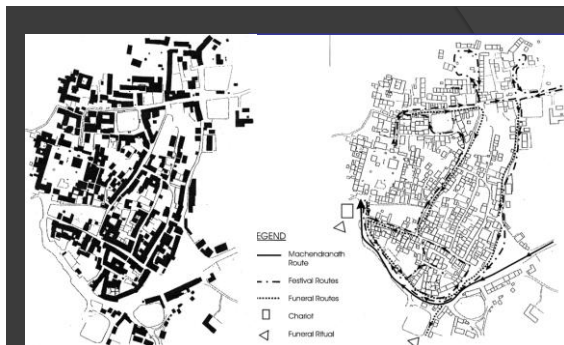 EGEND
Machendranath
Route
Festival Routes
Funeral Routes
Chariot
Funeral Ritual